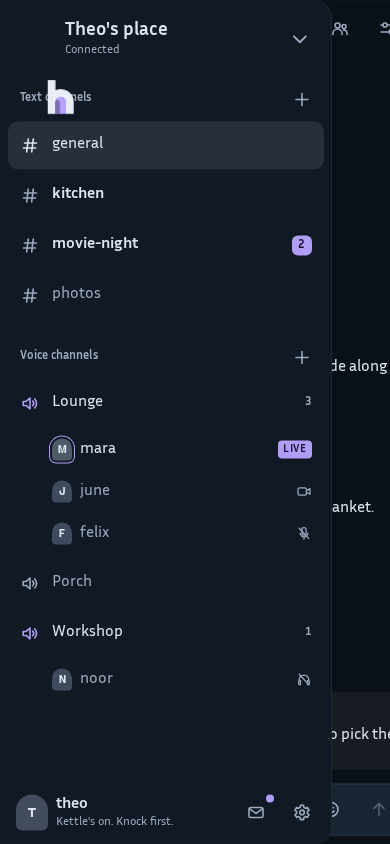 Theo's place
Connected
h
Text channels
# general
# kitchen
# movie-night 2
# photos
Voice channels
Lounge 3
M mara LIVE
J june
F felix
Porch
Workshop 1
N noor
T theo
Kettle's on. Knock first.
de along
anket.
pick the